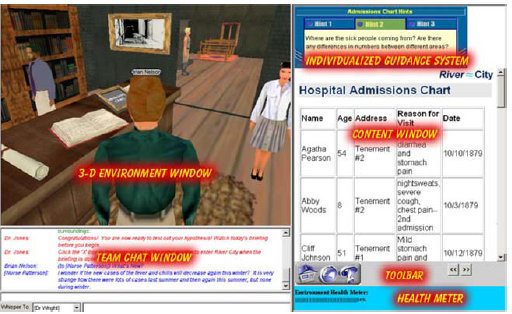 Admissions Chart Hints
Hint 1
Hint 2
Hint 3
Where are the sick people coming from? Are there
any differences in numbers between different areas?
INDIVIDUALIZED GUIDANCE SYSTEM
River City
Hospital Admissions Chart
Name Age Address Reason for Visit Date
CONTENT WINDOW
Agatha Pearson 54 Tenement #2 diarrhea and stomach pain 10/10/1879
Abby Woods 8 Tenement #2 nightsweats, severe cough, chest pain-- 2nd admission 10/3/1879
Cliff Johnson 51 Tenement #1 Mild stomach pain and 10/12/1879
TOOLBAR
<< >>
Environment Health Meter:
HEALTH METER
Brian Nelson
3-D ENVIRONMENT WINDOW
surroundings.
Dr. Jones: Congratulations! You are now ready to test out your hypothesis! Watch today's briefing
before you begin.
Dr. Jones: Click the "3
to enter River City when the
briefing is
TEAM CHAT WINDOW
Brian Nelson:
[Nurse Patterson]: I wonder if the new cases of the fever and chills will decrease again this winter? It is very
strange how there were lots of cases last summer and then again this summer, but none
during winter.
Whisper To: [Dr Wright]